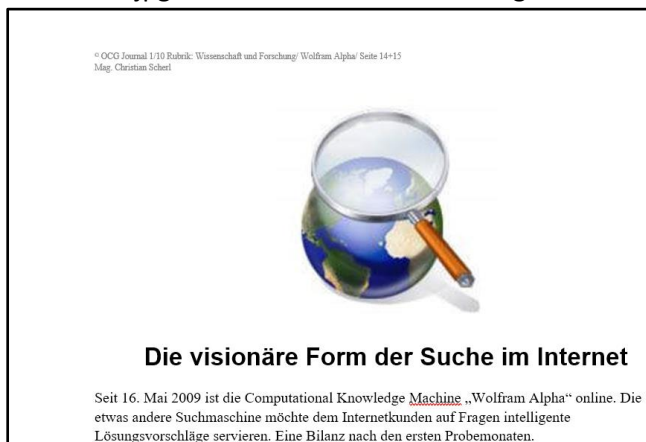 © OCG Journal 1/10 Rubrik: Wissenschaft und Forschung/ Wolfram Alpha/ Seite 14+15
Mag. Christian Scherl
Die visionäre Form der Suche im Internet
Seit 16. Mai 2009 ist die Computational Knowledge Machine „Wolfram Alpha“ online. Die
etwas andere Suchmaschine möchte dem Internetkunden auf Fragen intelligente
Lösungsvorschläge servieren. Eine Bilanz nach den ersten Probemonaten.